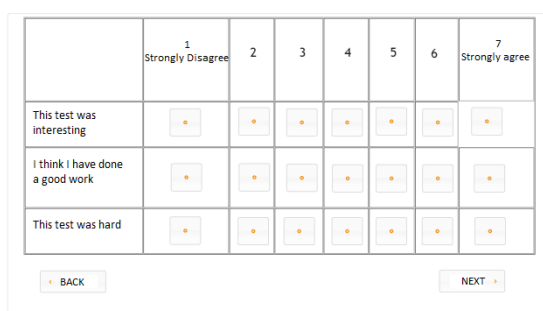 1 2 3 4 5 6 7
Strongly Disagree Strongly agree
This test was
interesting
I think I have done
a good work
This test was hard
BACK NEXT